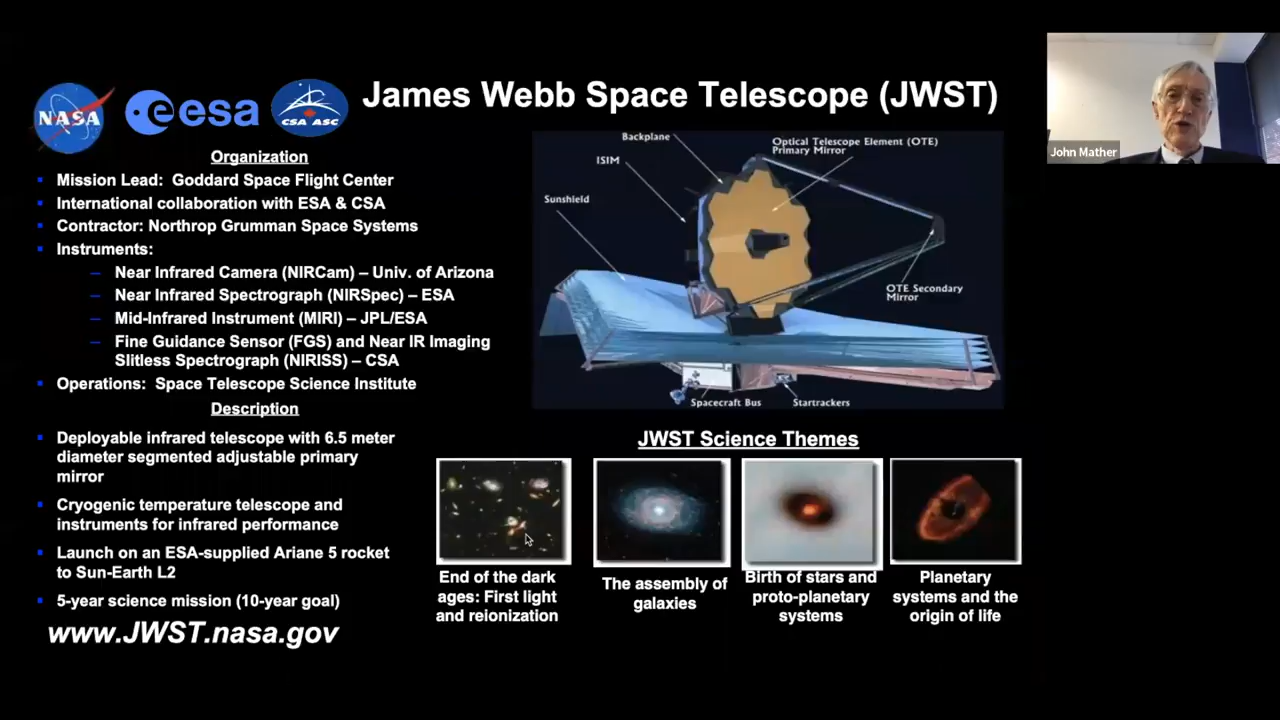 James Webb Space Telescope (JWST)
NASA
esa
CSA ASC
Organization
Mission Lead: Goddard Space Flight Center
International collaboration with ESA & CSA
Contractor: Northrop Grumman Space Systems
Instruments:
– Near Infrared Camera (NIRCam) – Univ. of Arizona
– Near Infrared Spectrograph (NIRSpec) – ESA
– Mid-Infrared Instrument (MIRI) – JPL/ESA
– Fine Guidance Sensor (FGS) and Near IR Imaging
Slitless Spectrograph (NIRISS) – CSA
Operations: Space Telescope Science Institute
Description
Deployable infrared telescope with 6.5 meter
diameter segmented adjustable primary
mirror
Cryogenic temperature telescope and
instruments for infrared performance
Launch on an ESA-supplied Ariane 5 rocket
to Sun-Earth L2
5-year science mission (10-year goal)
www.JWST.nasa.gov
Backplane
Optical Telescope Element (OTE)
Primary Mirror
ISIM
Sunshield
OTE Secondary
Mirror
Spacecraft Bus
Startrackers
JWST Science Themes
End of the dark
ages: First light
and reionization
The assembly of
galaxies
Birth of stars and
proto-planetary
systems
Planetary
systems and the
origin of life
John Mather